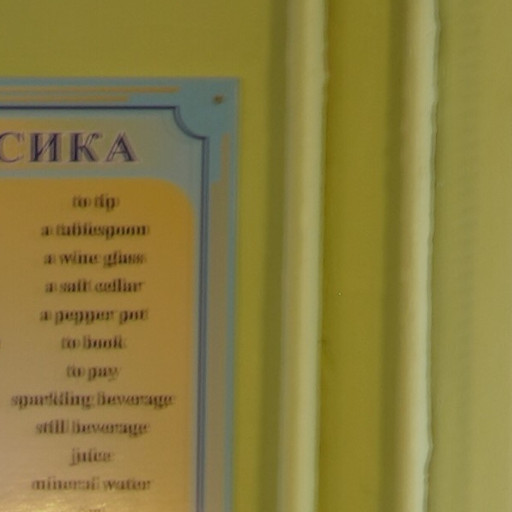 СИКА
to tip
a tablespoon
a wine glass
a salt cellar
a pepper pot
to book
to pay
sparkling beverage
still beverage
juice
mineral water